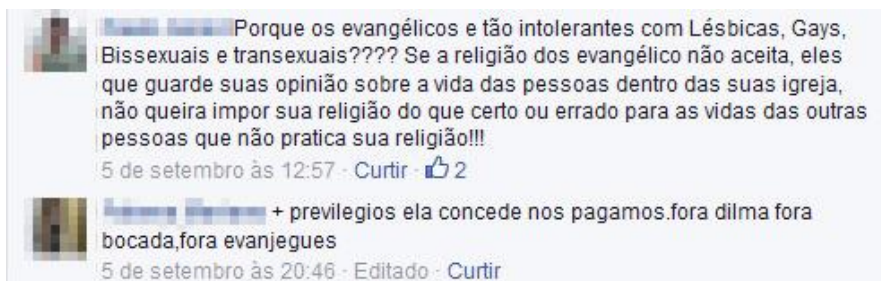 Porque os evangélicos e tão intolerantes com Lésbicas, Gays,
Bissexuais e transexuais???? Se a religião dos evangélico não aceita, eles
que guarde suas opinião sobre a vida das pessoas dentro das suas igreja,
não queira impor sua religião do que certo ou errado para as vidas das outras
pessoas que não pratica sua religião!!!
5 de setembro às 12:57 · Curtir · 2
+ previlegios ela concede nos pagamos.fora dilma fora
bocada,fora evanjegues
5 de setembro às 20:46 · Editado · Curtir